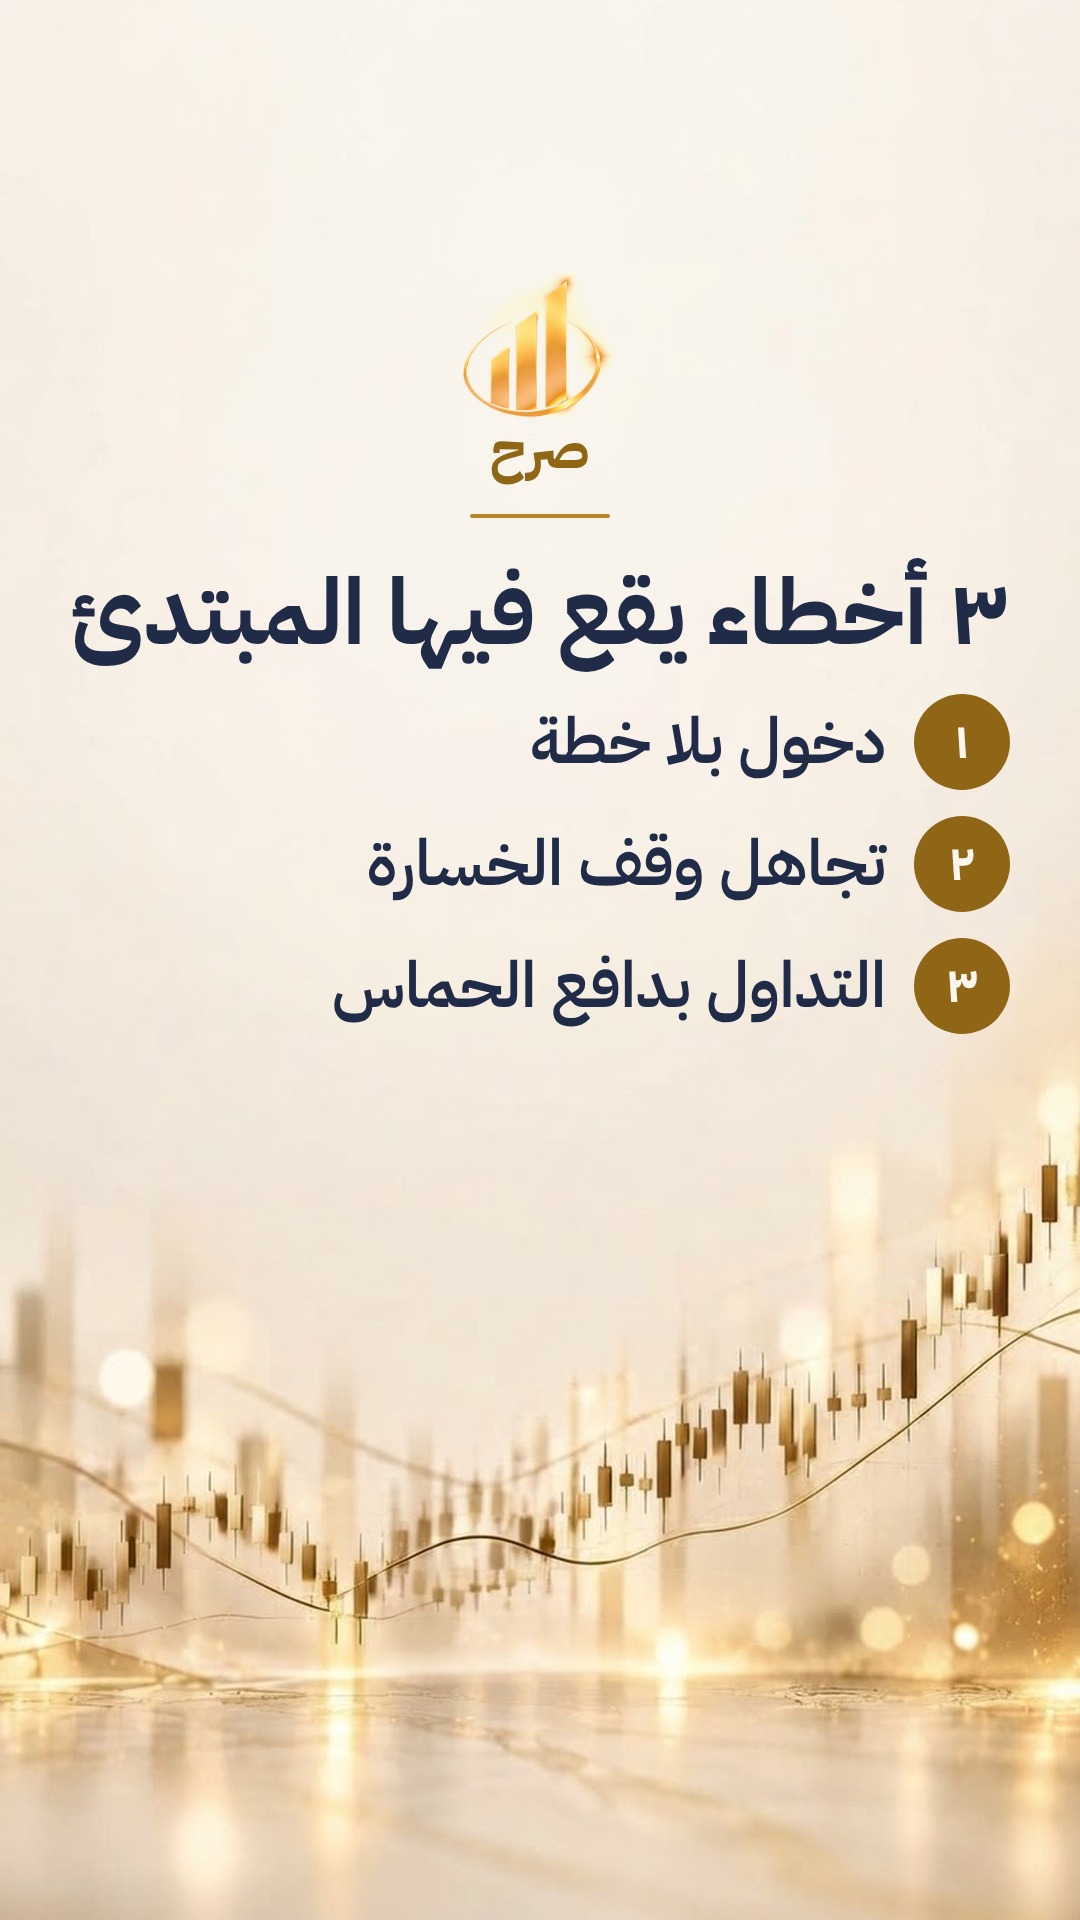 صرح
٣ أخطاء يقع فيها المبتدئ
١ دخول بلا خطة
٢ تجاهل وقف الخسارة
٣ التداول بدافع الحماس